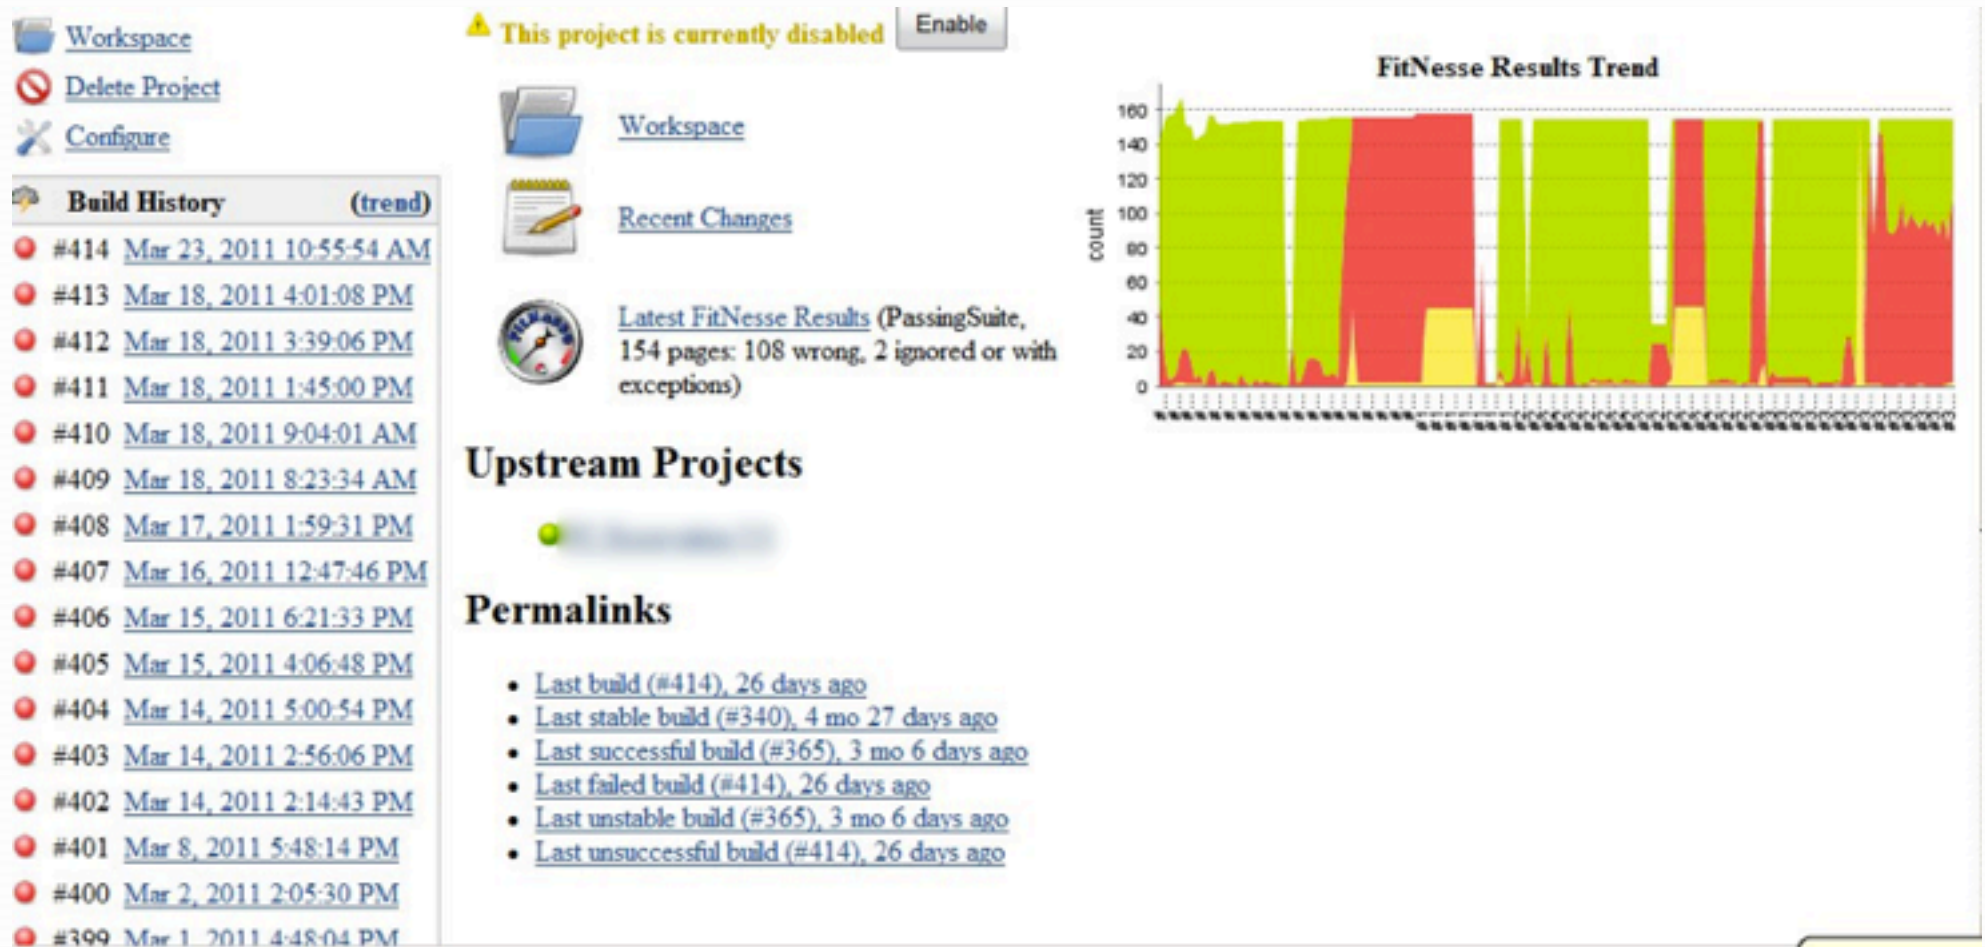 Workspace
Delete Project
Configure
Build History (trend)
#414 Mar 23, 2011 10:55:54 AM
#413 Mar 18, 2011 4:01:08 PM
#412 Mar 18, 2011 3:39:06 PM
#411 Mar 18, 2011 1:45:00 PM
#410 Mar 18, 2011 9:04:01 AM
#409 Mar 18, 2011 8:23:34 AM
#408 Mar 17, 2011 1:59:31 PM
#407 Mar 16, 2011 12:47:46 PM
#406 Mar 15, 2011 6:21:33 PM
#405 Mar 15, 2011 4:06:48 PM
#404 Mar 14, 2011 5:00:54 PM
#403 Mar 14, 2011 2:56:06 PM
#402 Mar 14, 2011 2:14:43 PM
#401 Mar 8, 2011 5:48:14 PM
#400 Mar 2, 2011 2:05:30 PM
#399 Mar 1, 2011 4:48:04 PM
This project is currently disabled Enable
Workspace
Recent Changes
FITNESSE
Latest FitNesse Results (PassingSuite,
154 pages: 108 wrong, 2 ignored or with
exceptions)
Upstream Projects
Permalinks
Last build (#414), 26 days ago
Last stable build (#340), 4 mo 27 days ago
Last successful build (#365), 3 mo 6 days ago
Last failed build (#414), 26 days ago
Last unstable build (#365), 3 mo 6 days ago
Last unsuccessful build (#414), 26 days ago
FitNesse Results Trend
count
160
140
120
100
80
60
40
20
0